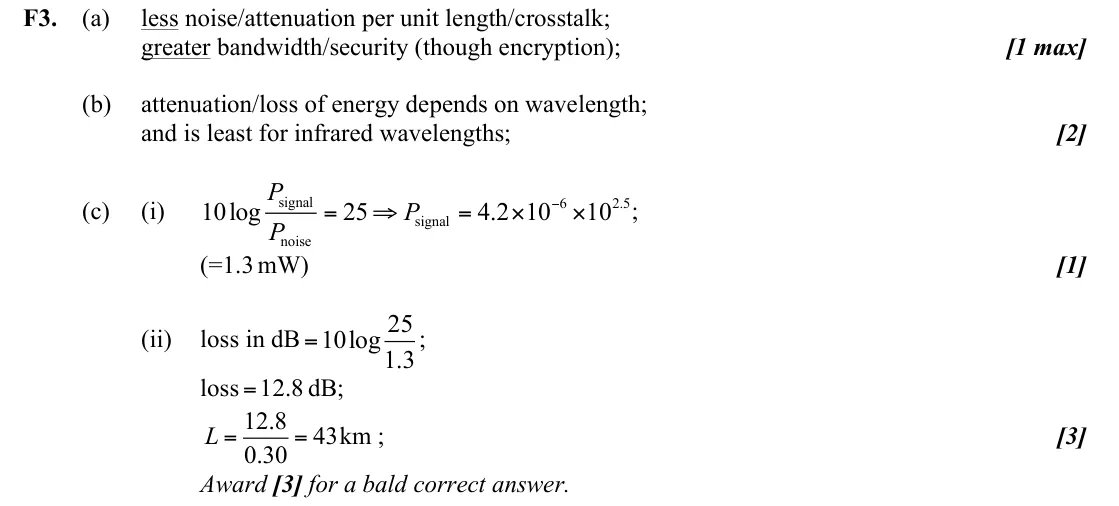 F3. (a) less noise/attenuation per unit length/crosstalk;
greater bandwidth/security (though encryption); [1 max]
(b) attenuation/loss of energy depends on wavelength;
and is least for infrared wavelengths; [2]
(c) (i) 10 log P_signal / P_noise = 25 ⇒ P_signal = 4.2×10^−6 ×10^2.5;
(=1.3 mW) [1]
(ii) loss in dB = 10 log 25/1.3;
loss = 12.8 dB;
L = 12.8/0.30 = 43 km ; [3]
Award [3] for a bald correct answer.